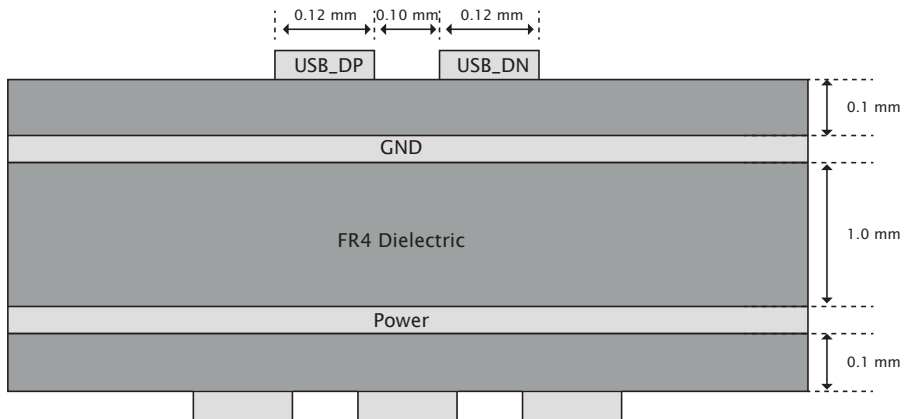 0.12 mm 0.10 mm 0.12 mm
USB_DP USB_DN
0.1 mm
GND
FR4 Dielectric
1.0 mm
Power
0.1 mm